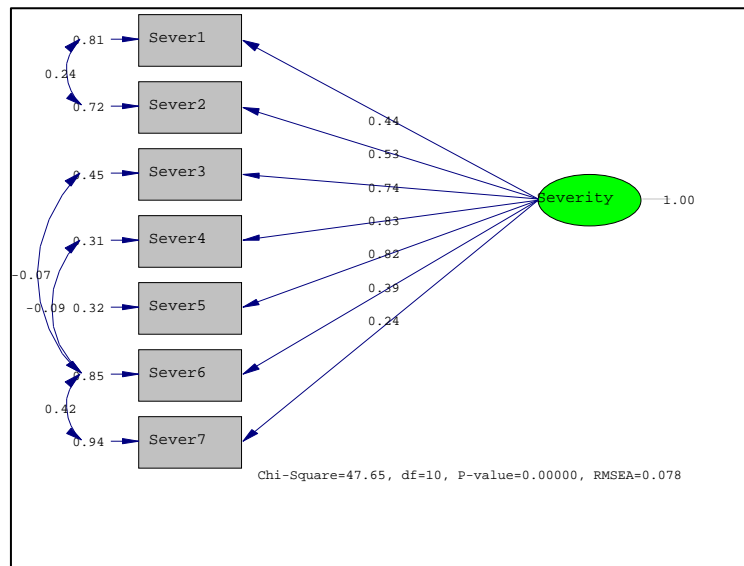 0.81 Sever1
0.24
0.72 Sever2
0.44
0.53
0.45 Sever3
0.74
0.83
0.31 Sever4
0.82
-0.07
0.39
-0.09 0.32 Sever5
0.24
0.85 Sever6
0.42
0.94 Sever7
Severity 1.00
Chi-Square=47.65, df=10, P-value=0.00000, RMSEA=0.078